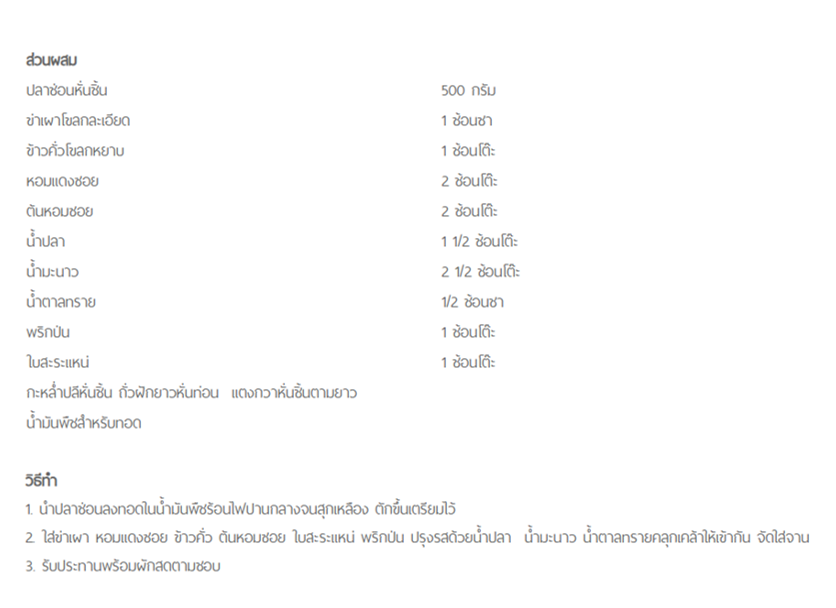 ส่วนผสม
ปลาช่อนหั่นชิ้น 500 กรัม
ข่าเผาโขลกละเอียด 1 ช้อนชา
ข้าวคั่วโขลกหยาบ 1 ช้อนโต๊ะ
หอมแดงซอย 2 ช้อนโต๊ะ
ต้นหอมซอย 2 ช้อนโต๊ะ
น้ำปลา 1 1/2 ช้อนโต๊ะ
น้ำมะนาว 2 1/2 ช้อนโต๊ะ
น้ำตาลทราย 1/2 ช้อนชา
พริกป่น 1 ช้อนโต๊ะ
ใบสะระแหน่ 1 ช้อนโต๊ะ
กะหล่ำปลีหั่นชิ้น ถั่วฝักยาวหั่นท่อน แตงกวาหั่นชิ้นตามยาว
น้ำมันพืชสำหรับทอด
วิธีทำ
1. นำปลาช่อนลงทอดในน้ำมันพืชร้อนไฟปานกลางจนสุกเหลือง ตักขึ้นเตรียมไว้
2. ใส่ข่าเผา หอมแดงซอย ข้าวคั่ว ต้นหอมซอย ใบสะระแหน่ พริกป่น ปรุงรสด้วยน้ำปลา น้ำมะนาว น้ำตาลทรายคลุกเคล้าให้เข้ากัน จัดใส่จาน
3. รับประทานพร้อมผักสดตามชอบ